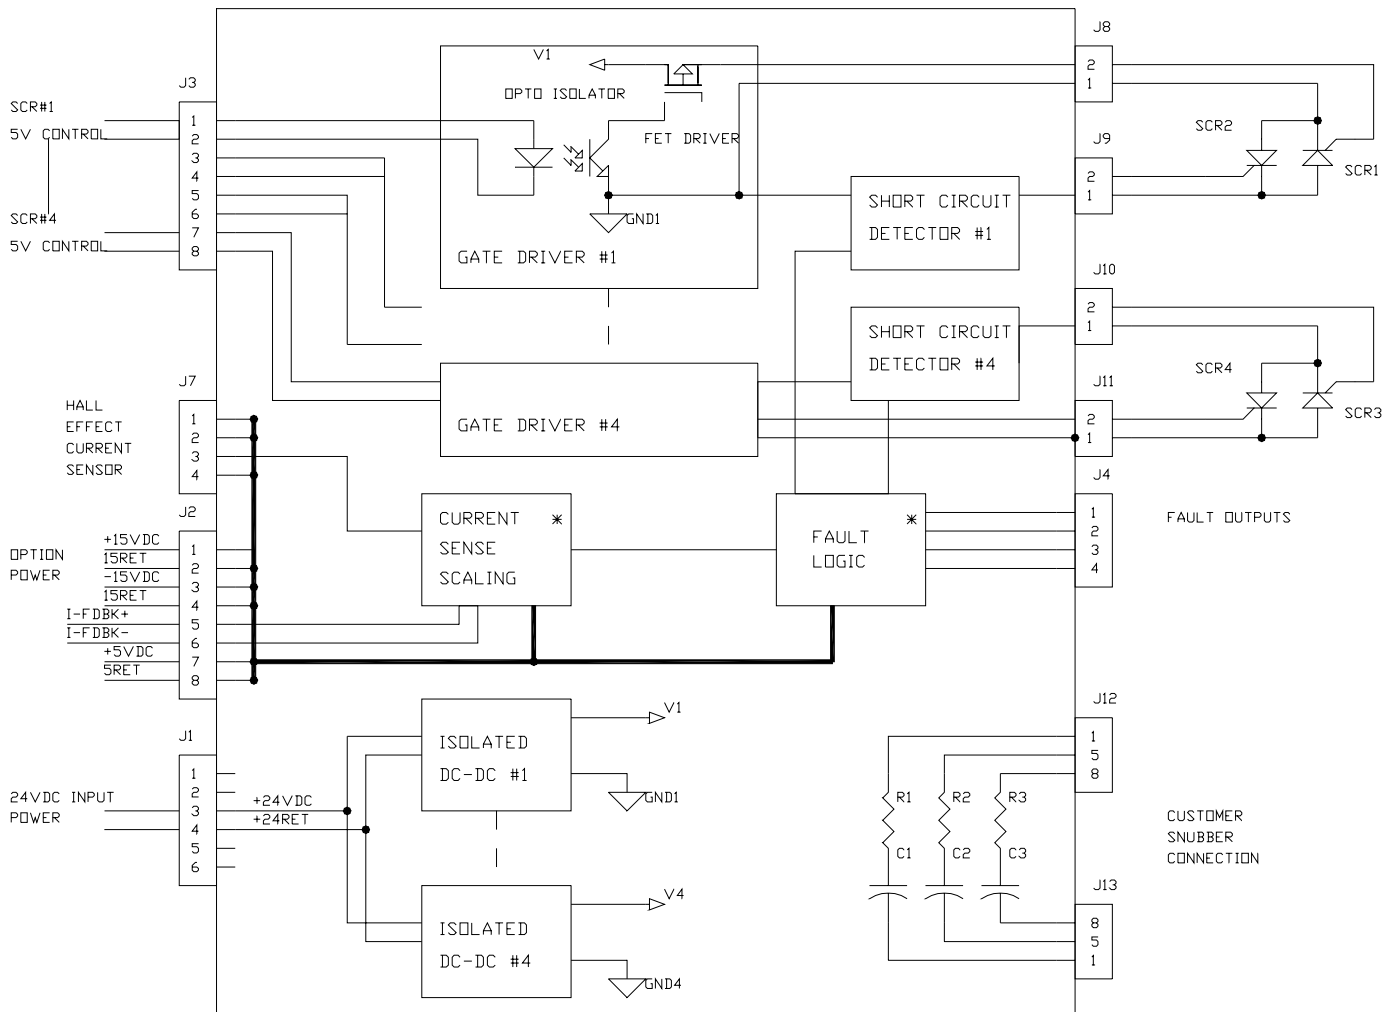 J8
2
1
V1
OPTO ISOLATOR
FET DRIVER
GND1
GATE DRIVER #1
J3
SCR#1
5V CONTROL
SCR#4
5V CONTROL
1
2
3
4
5
6
7
8
SHORT CIRCUIT
DETECTOR #1
J9
2
1
SCR2
SCR1
J10
2
1
SHORT CIRCUIT
DETECTOR #4
GATE DRIVER #4
J11
2
1
SCR4
SCR3
J7
HALL
EFFECT
CURRENT
SENSOR
1
2
3
4
J4
1
2
3
4
FAULT OUTPUTS
CURRENT *
SENSE
SCALING
FAULT *
LOGIC
J2
OPTION
POWER
+15VDC
15RET
-15VDC
15RET
I-FDBK+
I-FDBK-
+5VDC
5RET
1
2
3
4
5
6
7
8
J1
24VDC INPUT
POWER
1
2
3
4
5
6
+24VDC
+24RET
ISOLATED
DC-DC #1
V1
GND1
ISOLATED
DC-DC #4
V4
GND4
J12
1
5
8
R1
R2
R3
C1
C2
C3
CUSTOMER
SNUBBER
CONNECTION
J13
8
5
1